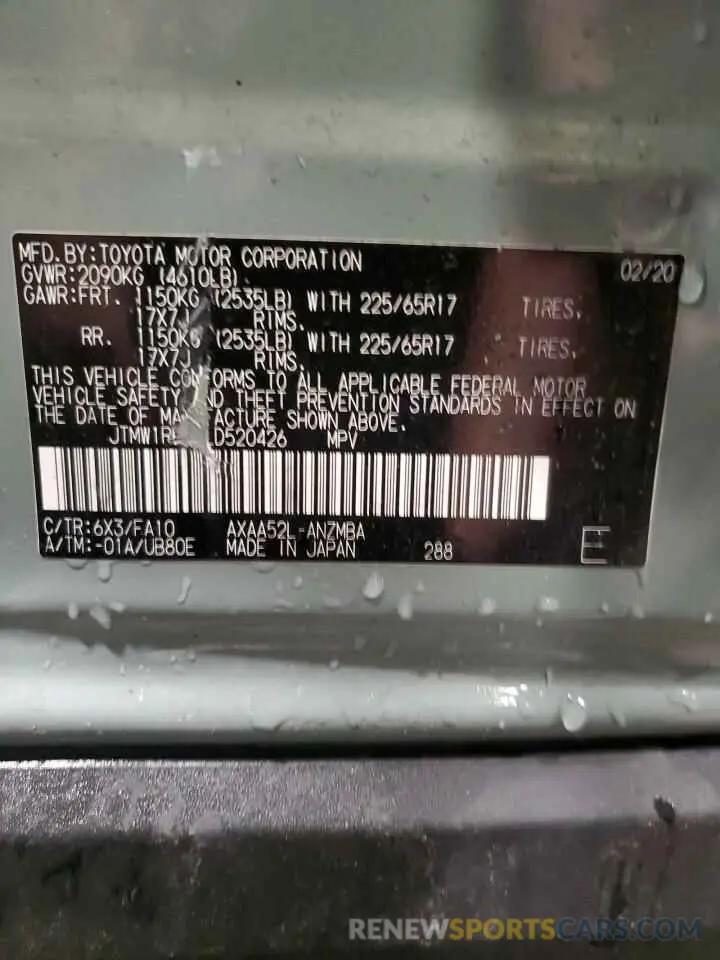 MFD.BY:TOYOTA MOTOR CORPORATION 02/20
GVWR:2090KG (4610LB)
GAWR:FRT. 1150KG (2535LB) WITH 225/65R17 TIRES,
17X7J RIMS.
RR. 1150KG (2535LB) WITH 225/65R17 TIRES,
17X7J RIMS.
THIS VEHICLE CONFORMS TO ALL APPLICABLE FEDERAL MOTOR
VEHICLE SAFETY AND THEFT PREVENTION STANDARDS IN EFFECT ON
THE DATE OF MANUFACTURE SHOWN ABOVE.
MPV
C/TR:6X3/FA10 AXAA52L-ANZMBA
A/TM:-01A/UB80E MADE IN JAPAN 288 E
RENEWSPORTSCARS.COM